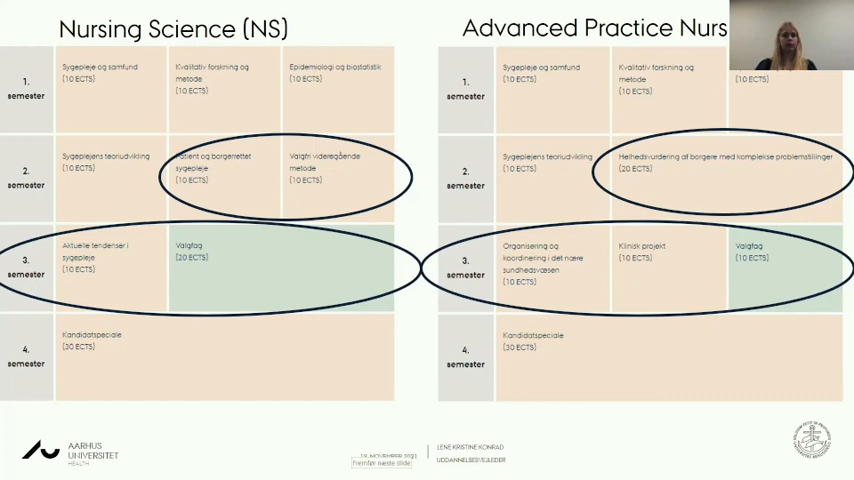 Nursing Science (NS)
1.
semester
Sygepleje og samfund
(10 ECTS)
Kvalitativ forskning og
metode
(10 ECTS)
Epidemiologi og biostatistik
(10 ECTS)
2.
semester
Sygeplejens teoriudvikling
(10 ECTS)
Patient og borgerrettet
sygepleje
(10 ECTS)
Valgfri videregående
metode
(10 ECTS)
3.
semester
Aktuelle tendenser i
sygepleje
(10 ECTS)
Valgfag
(20 ECTS)
4.
semester
Kandidatspeciale
(30 ECTS)
Advanced Practice Nurs
1.
semester
Sygepleje og samfund
(10 ECTS)
Kvalitativ forskning og
metode
(10 ECTS)
(10 ECTS)
2.
semester
Sygeplejens teoriudvikling
(10 ECTS)
Helhedsvurdering af borgere med komplekse problemstillinger
(20 ECTS)
3.
semester
Organisering og
koordinering i det nære
sundhedsvæsen
(10 ECTS)
Klinisk projekt
(10 ECTS)
Valgfag
(10 ECTS)
4.
semester
Kandidatspeciale
(30 ECTS)
AARHUS
UNIVERSITET
HEALTH
NOVEMBER
Fremfør næste slide
LENE KRISTINE KONRAD
UDDANNELSESVEJLEDER